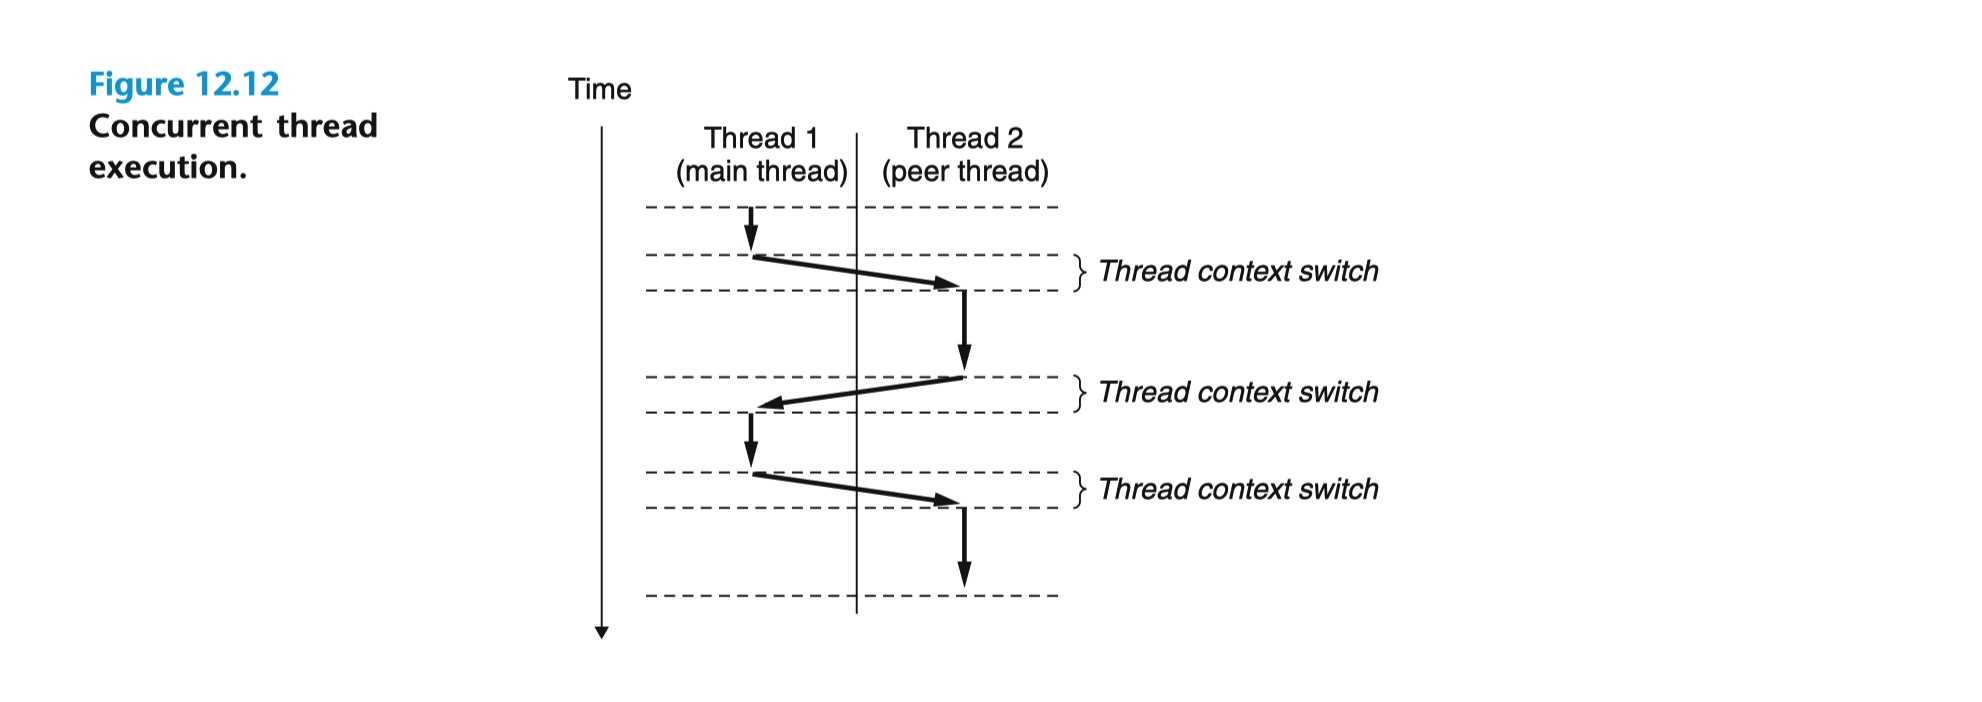 Figure 12.12
Concurrent thread
execution.
Time
Thread 1
(main thread)
Thread 2
(peer thread)
Thread context switch
Thread context switch
Thread context switch